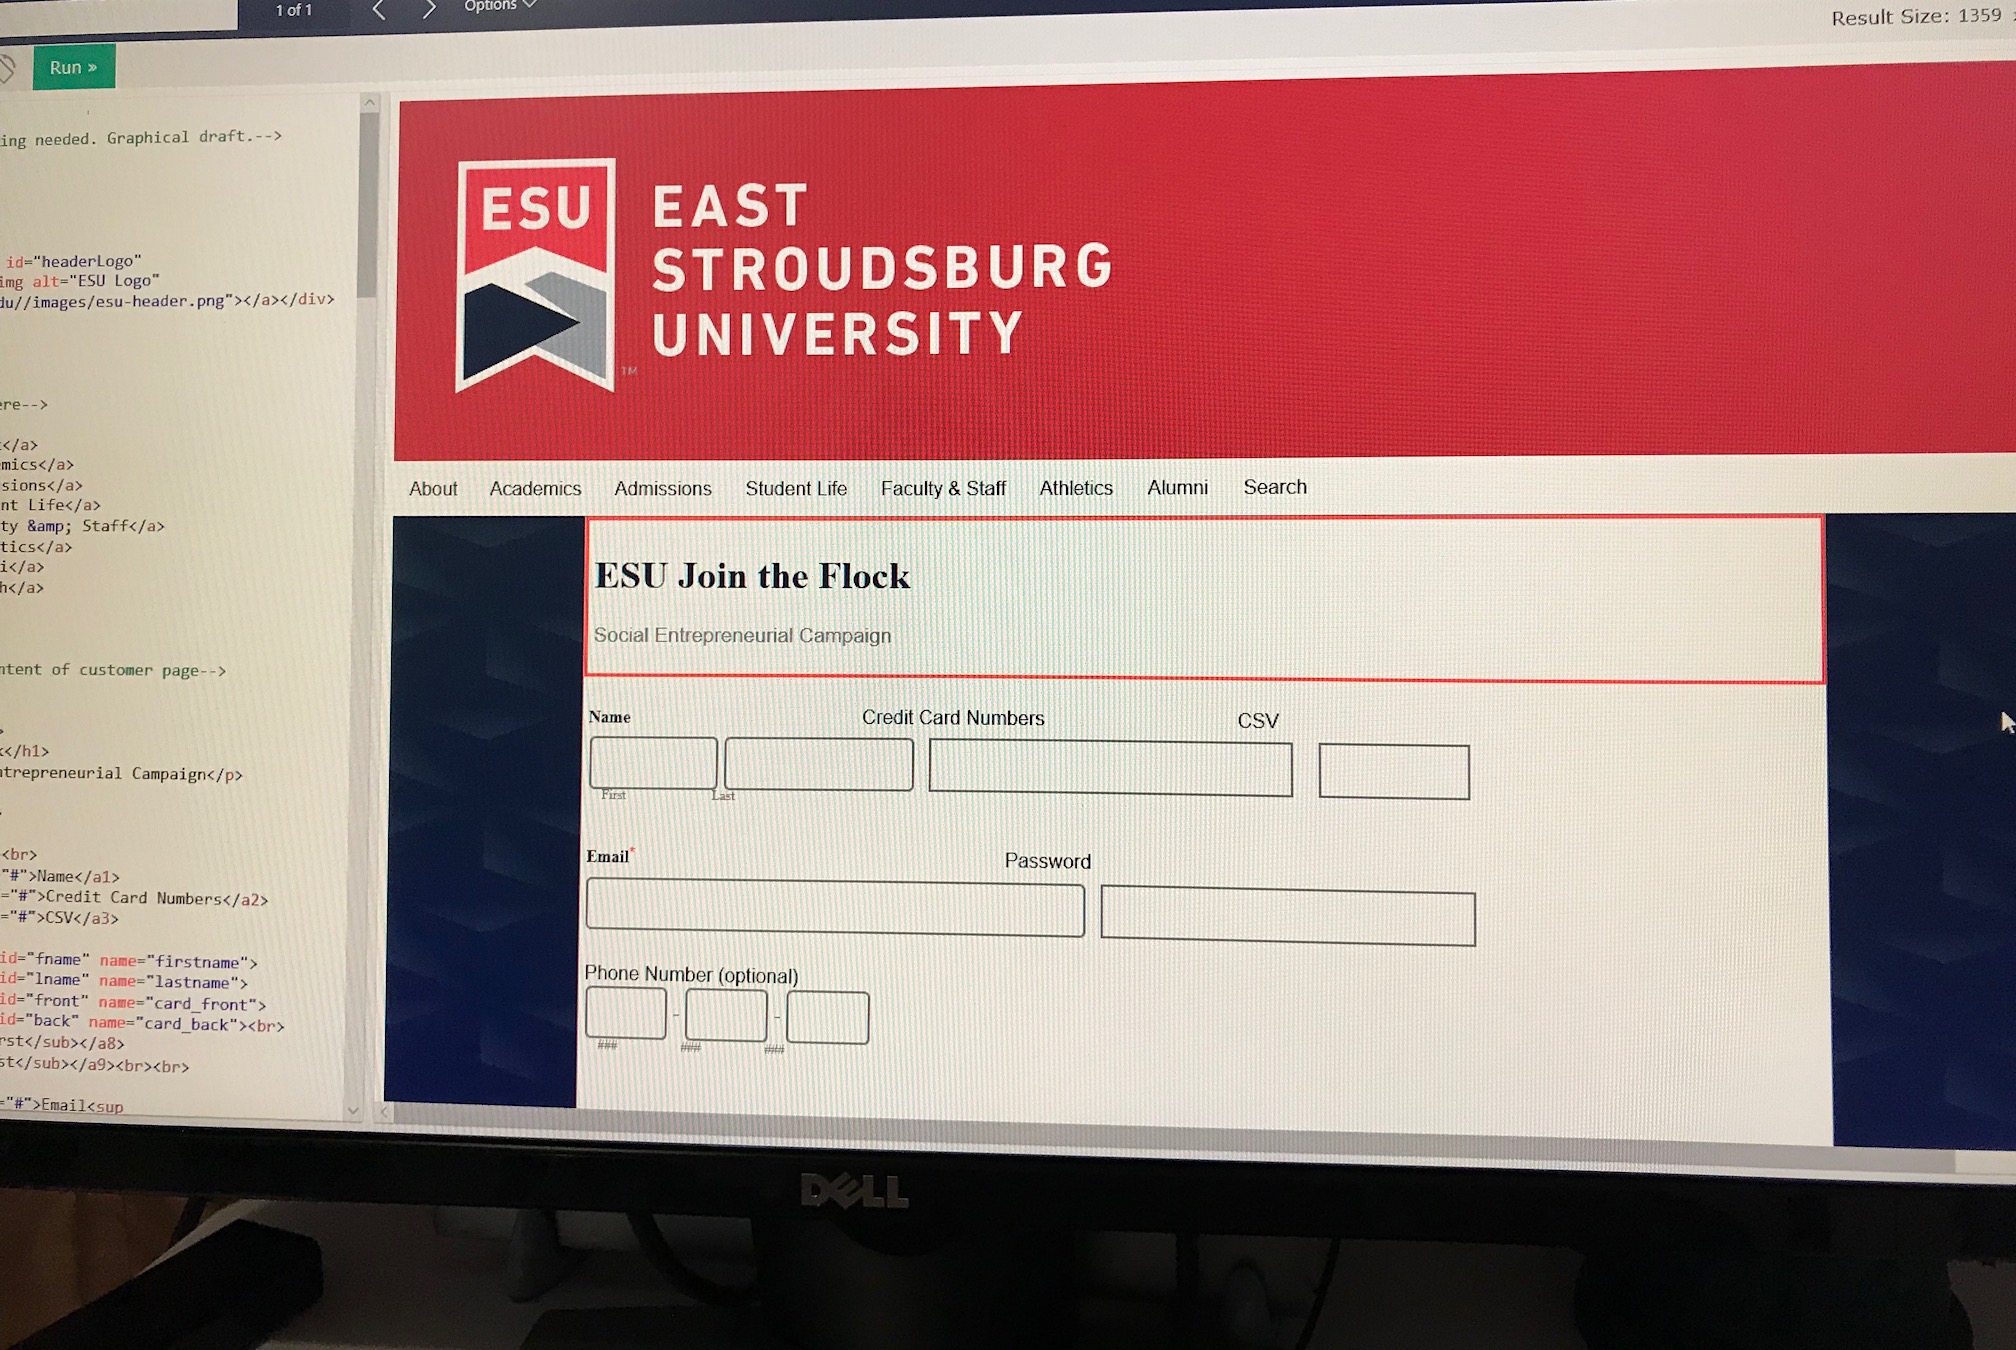 1 of 1
Options
Result Size: 1359
Run »
ing needed. Graphical draft.-->
id="headerLogo"
img alt="ESU Logo"
du//images/esu-header.png"></a></div>
ere-->
</a>
mics</a>
sions</a>
nt Life</a>
ty &amp; Staff</a>
tics</a>
i</a>
h</a>
ntent of customer page-->
</h1>
ntrepreneurial Campaign</p>
<br>
"#">Name</a1>
="#">Credit Card Numbers</a2>
="#">CSV</a3>
id="fname" name="firstname">
id="lname" name="lastname">
id="front" name="card_front">
id="back" name="card_back"><br>
rst</sub></a8>
st</sub></a9><br><br>
="#">Email<sup
ESU
EAST
STROUDSBURG
UNIVERSITY
TM
About Academics Admissions Student Life Faculty & Staff Athletics Alumni Search
ESU Join the Flock
Social Entrepreneurial Campaign
Name Credit Card Numbers CSV
First Last
Email* Password
Phone Number (optional)
- -
### ### ####
DELL